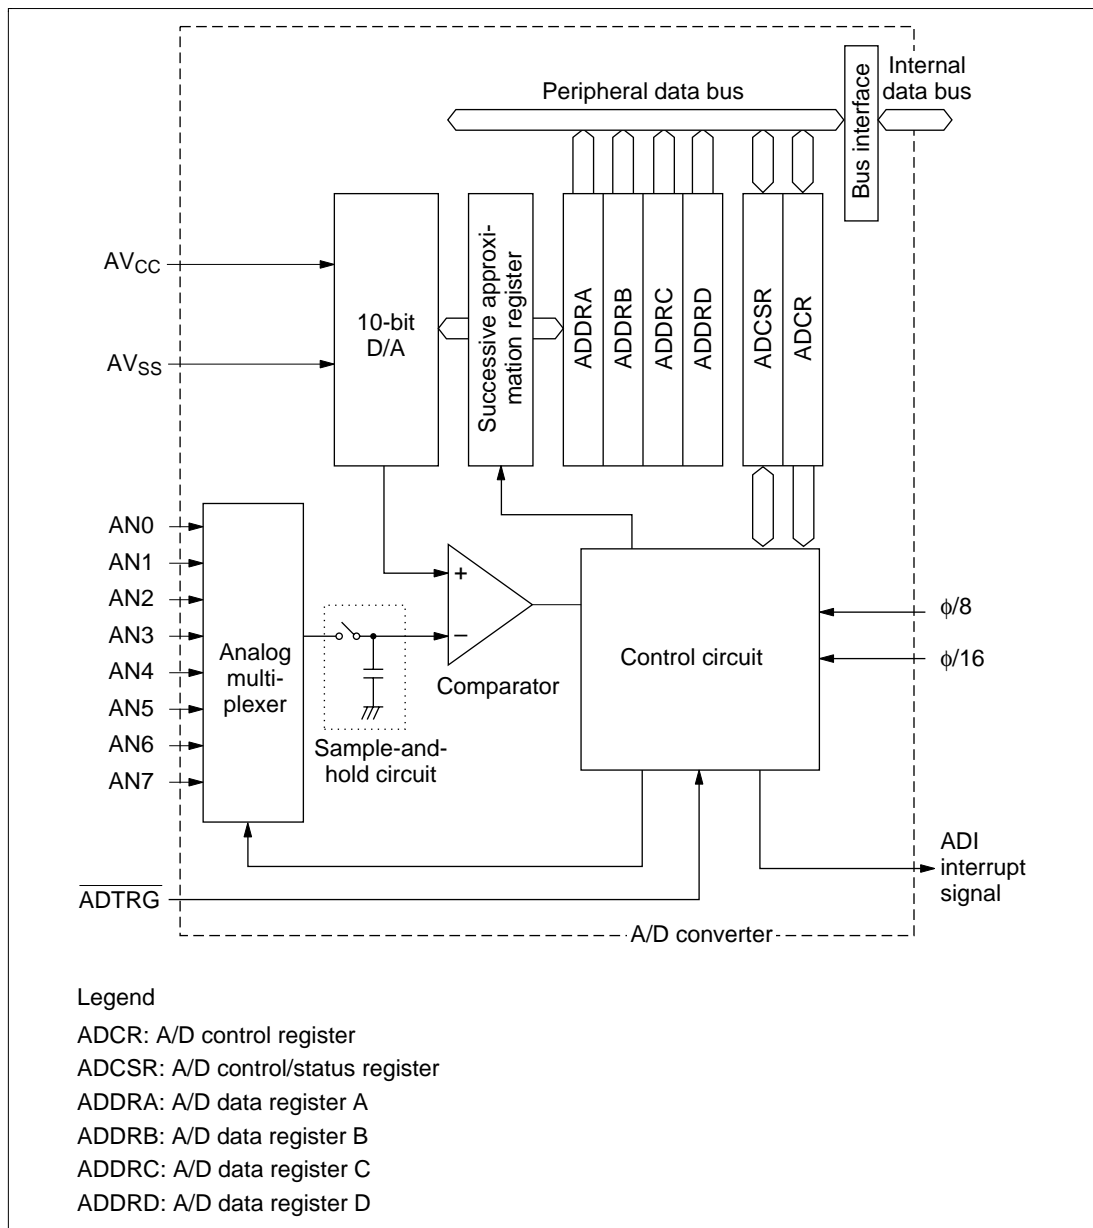 Peripheral data bus
Internal
data bus
Bus interface
AVCC
AVSS
10-bit
D/A
Successive approxi-
mation register
ADDRA
ADDRB
ADDRC
ADDRD
ADCSR
ADCR
AN0
AN1
AN2
AN3
AN4
AN5
AN6
AN7
Analog
multi-
plexer
Sample-and-
hold circuit
+
−
Comparator
Control circuit
ϕ/8
ϕ/16
ADI
interrupt
signal
ADTRG
A/D converter
Legend
ADCR: A/D control register
ADCSR: A/D control/status register
ADDRA: A/D data register A
ADDRB: A/D data register B
ADDRC: A/D data register C
ADDRD: A/D data register D